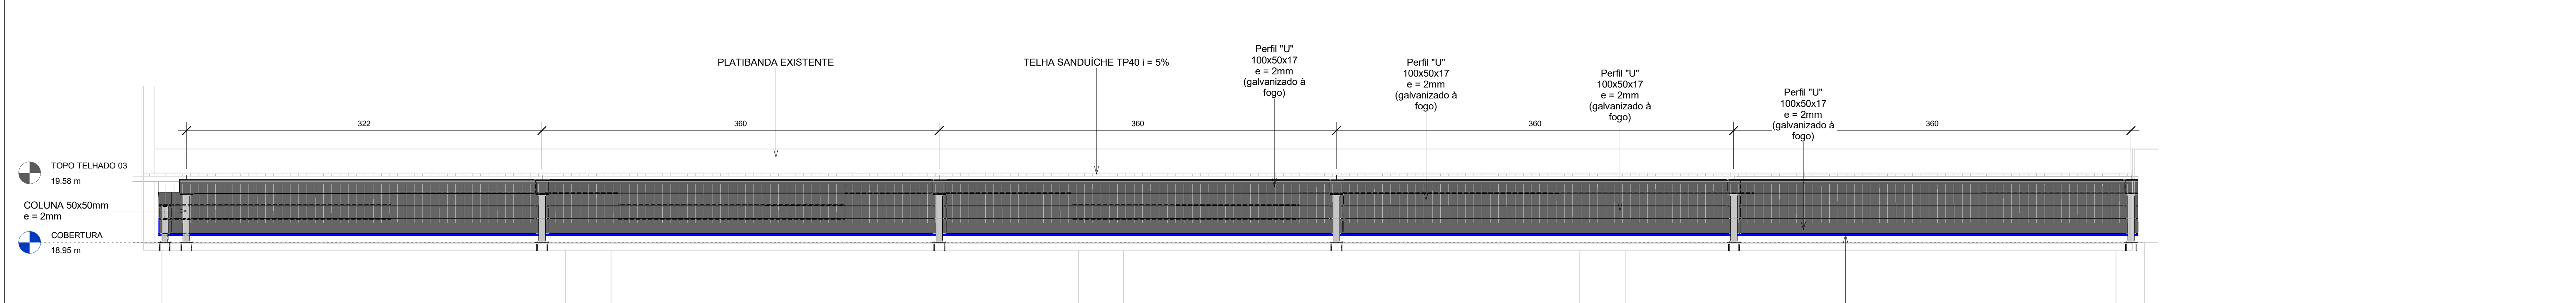 PLATIBANDA EXISTENTE
TELHA SANDUÍCHE TP40 i = 5%
Perfil "U"
100x50x17
e = 2mm
(galvanizado à
fogo)
Perfil "U"
100x50x17
e = 2mm
(galvanizado à
fogo)
Perfil "U"
100x50x17
e = 2mm
(galvanizado à
fogo)
Perfil "U"
100x50x17
e = 2mm
(galvanizado à
fogo)
322
360
360
360
360
TOPO TELHADO 03
19.58 m
COLUNA 50x50mm
e = 2mm
COBERTURA
18.95 m